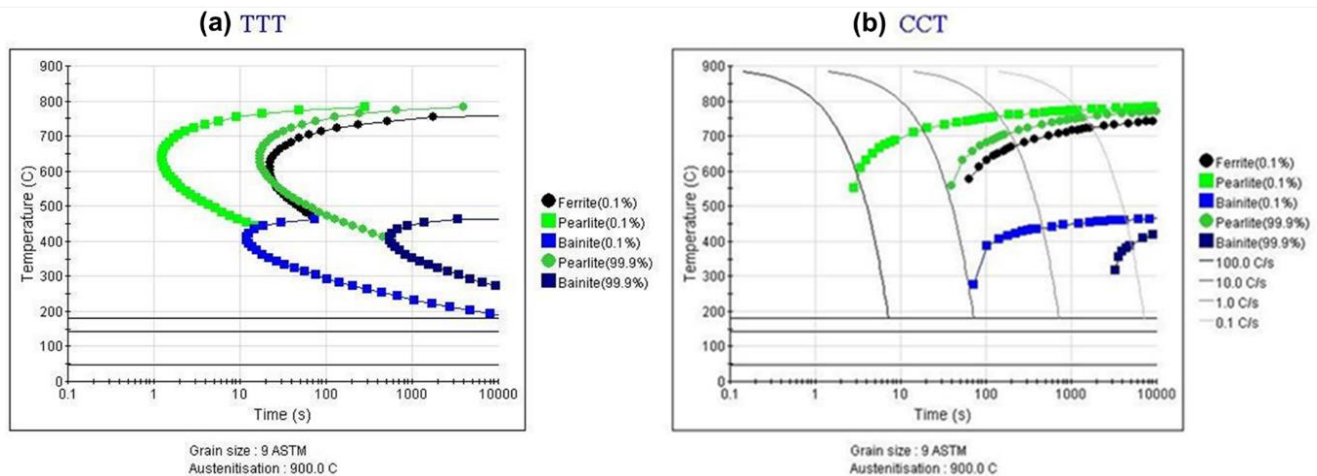 (a) TTT
900
800
700
600
500
400
300
200
100
0
Temperature (C)
0.1 1 10 100 1000 10000
Time (s)
Ferrite(0.1%)
Pearlite(0.1%)
Bainite(0.1%)
Pearlite(99.9%)
Bainite(99.9%)
Grain size : 9 ASTM
Austenitisation : 900.0 C
(b) CCT
900
800
700
600
500
400
300
200
100
0
Temperature (C)
0.1 1 10 100 1000 10000
Time (s)
Ferrite(0.1%)
Pearlite(0.1%)
Bainite(0.1%)
Pearlite(99.9%)
Bainite(99.9%)
100.0 C/s
10.0 C/s
1.0 C/s
0.1 C/s
Grain size : 9 ASTM
Austenitisation : 900.0 C